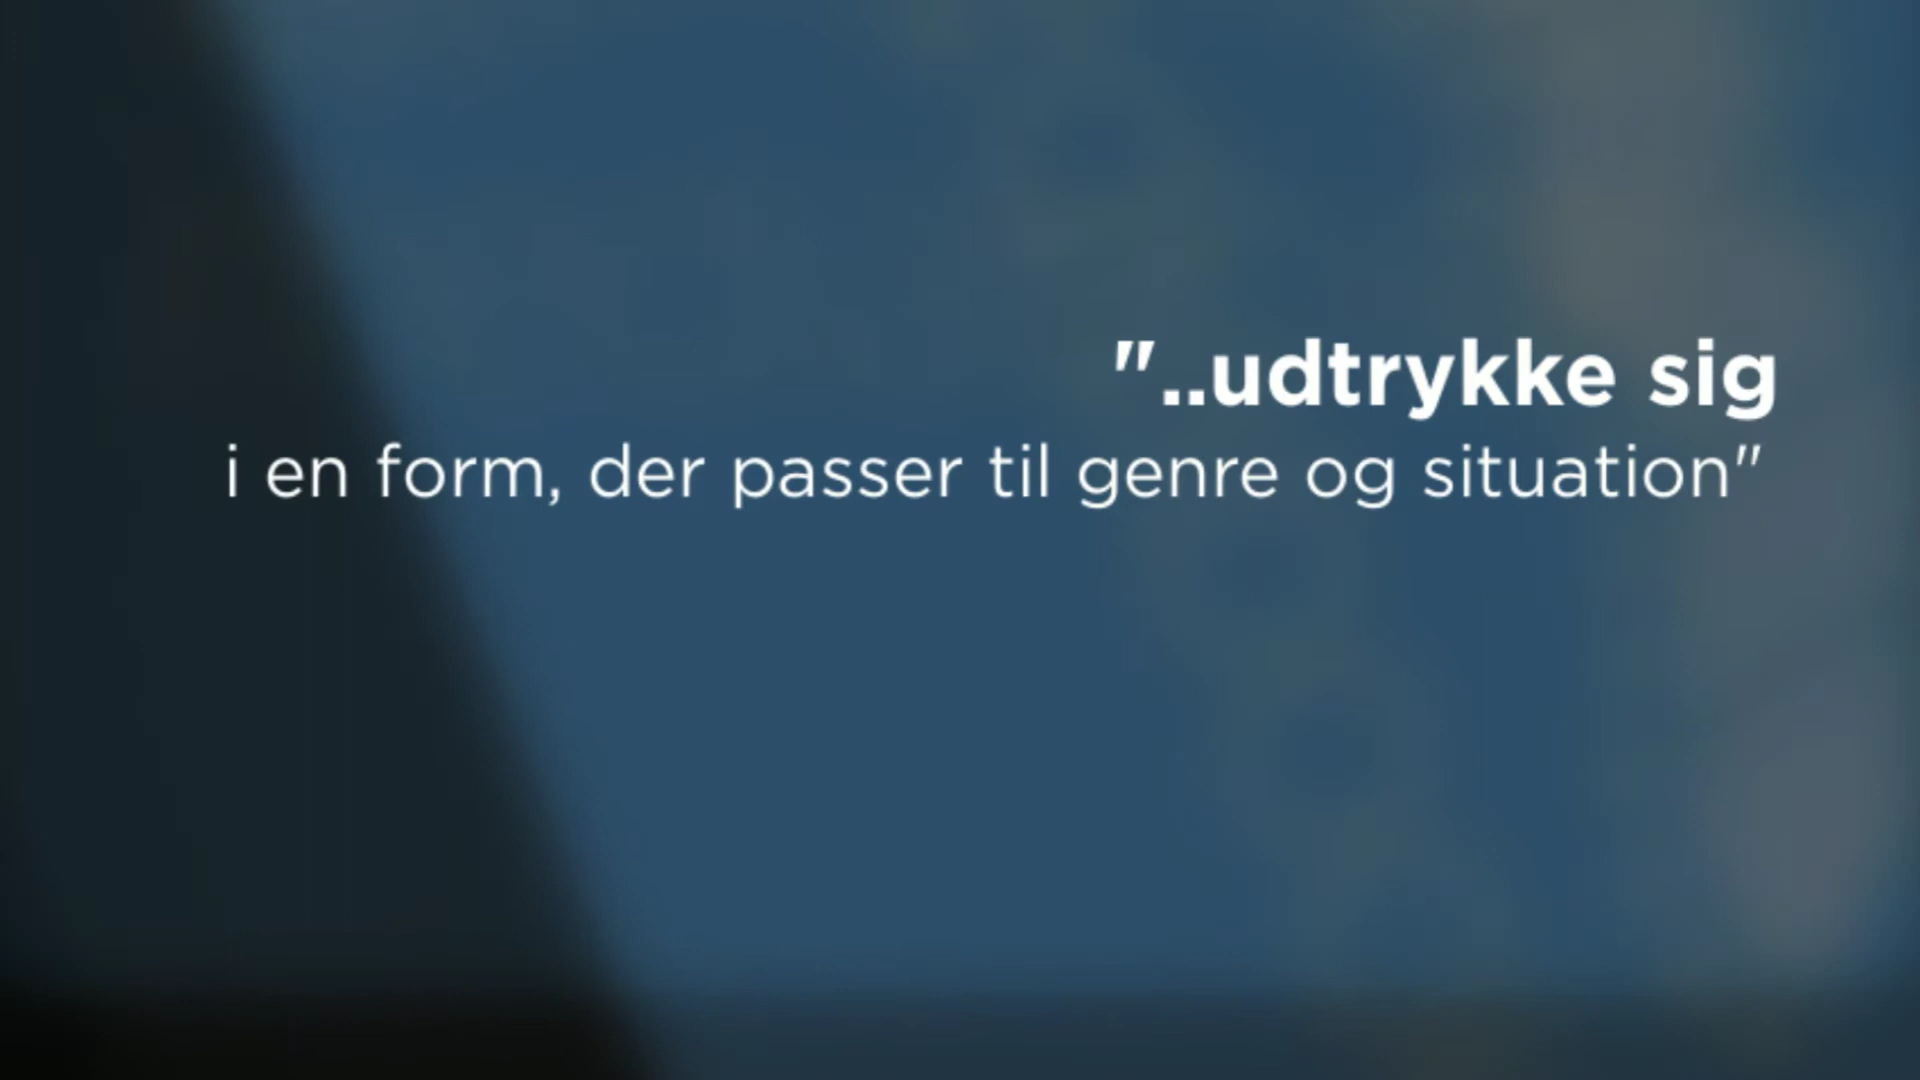 "..udtrykke sig
i en form, der passer til genre og situation"